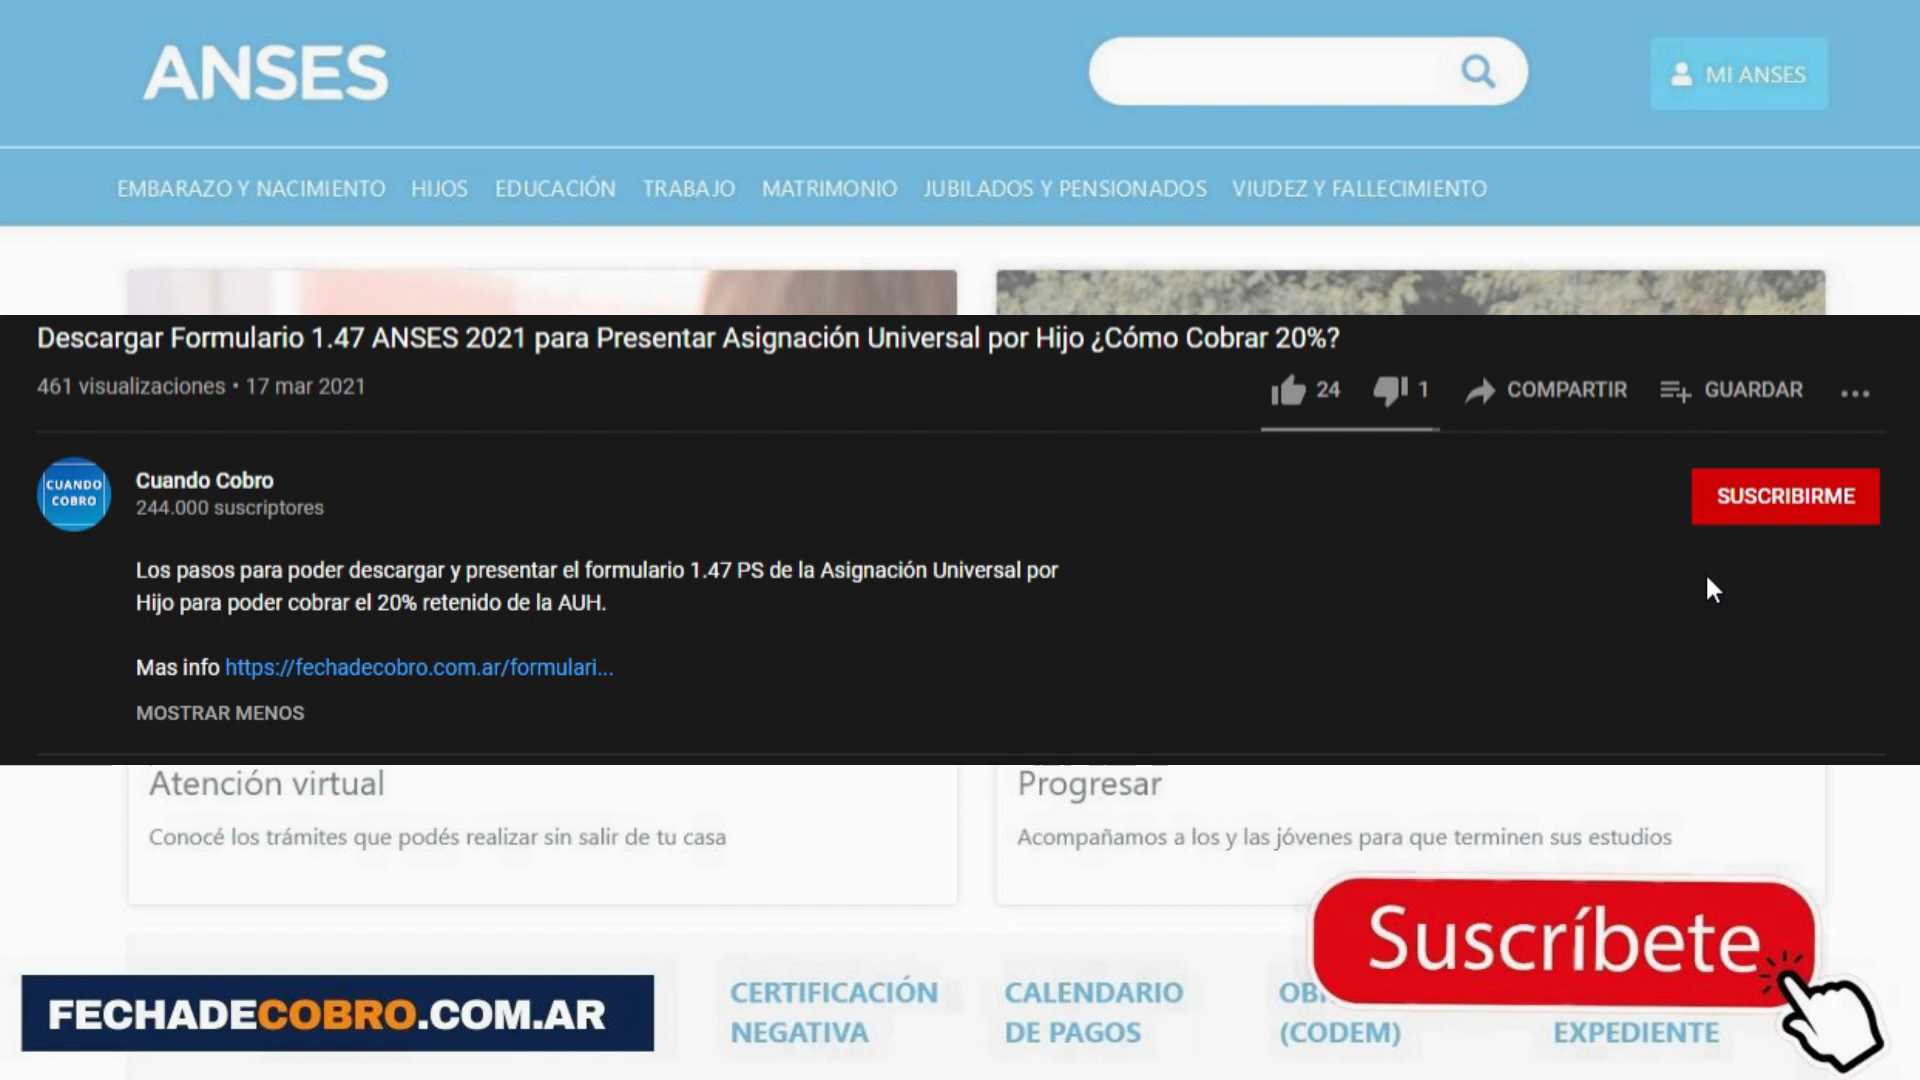 ANSES
MI ANSES
EMBARAZO Y NACIMIENTO HIJOS EDUCACIÓN TRABAJO MATRIMONIO JUBILADOS Y PENSIONADOS VIUDEZ Y FALLECIMIENTO
Descargar Formulario 1.47 ANSES 2021 para Presentar Asignación Universal por Hijo ¿Cómo Cobrar 20%?
461 visualizaciones • 17 mar 2021
24 1 COMPARTIR GUARDAR ...
CUANDO
COBRO
Cuando Cobro
244.000 suscriptores
SUSCRIBIRME
Los pasos para poder descargar y presentar el formulario 1.47 PS de la Asignación Universal por
Hijo para poder cobrar el 20% retenido de la AUH.
Mas info https://fechadecobro.com.ar/formulari...
MOSTRAR MENOS
Atención virtual
Conocé los trámites que podés realizar sin salir de tu casa
Progresar
Acompañamos a los y las jóvenes para que terminen sus estudios
Suscríbete
FECHADECOBRO.COM.AR
CERTIFICACIÓN
NEGATIVA
CALENDARIO
DE PAGOS
(CODEM)
EXPEDIENTE